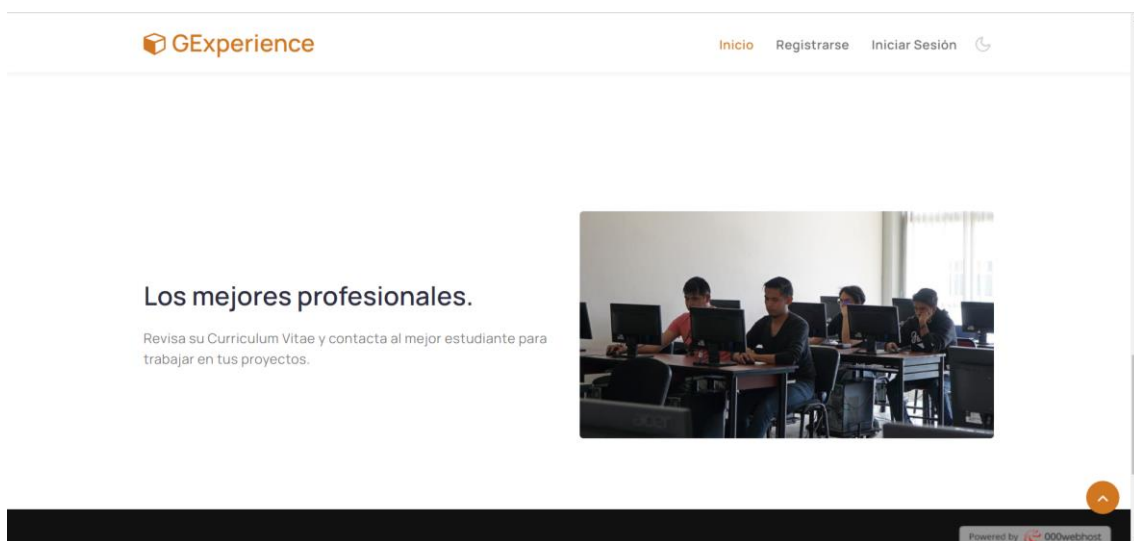 GExperience
Inicio Registrarse Iniciar Sesión
Los mejores profesionales.
Revisa su Curriculum Vitae y contacta al mejor estudiante para
trabajar en tus proyectos.
Powered by 000webhost